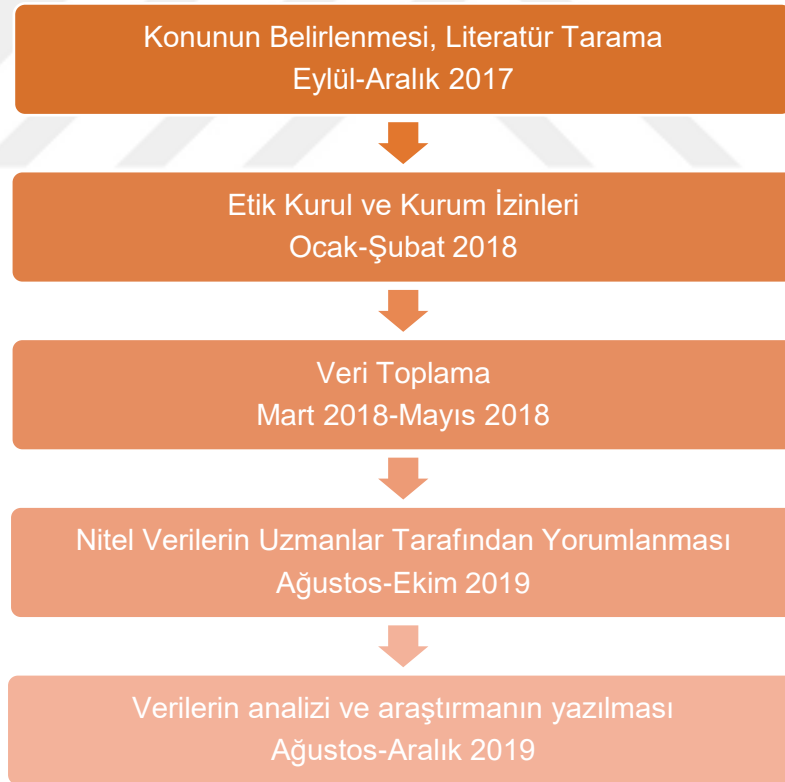 Konunun Belirlenmesi, Literatür Tarama
Eylül-Aralık 2017
Etik Kurul ve Kurum İzinleri
Ocak-Şubat 2018
Veri Toplama
Mart 2018-Mayıs 2018
Nitel Verilerin Uzmanlar Tarafından Yorumlanması
Ağustos-Ekim 2019
Verilerin analizi ve araştırmanın yazılması
Ağustos-Aralık 2019